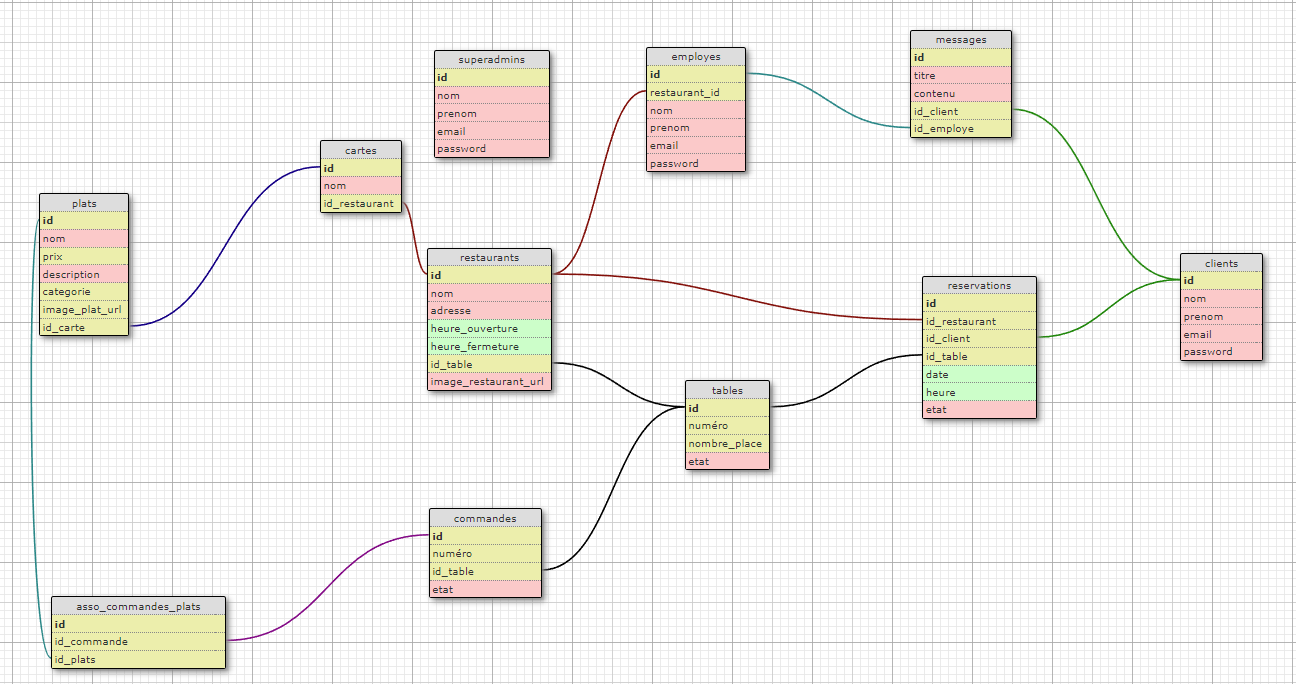 superadmins
id
nom
prenom
email
password
employes
id
restaurant_id
nom
prenom
email
password
messages
id
titre
contenu
id_client
id_employe
cartes
id
nom
id_restaurant
plats
id
nom
prix
description
categorie
image_plat_url
id_carte
restaurants
id
nom
adresse
heure_ouverture
heure_fermeture
id_table
image_restaurant_url
reservations
id
id_restaurant
id_client
id_table
date
heure
etat
clients
id
nom
prenom
email
password
tables
id
numéro
nombre_place
etat
commandes
id
numéro
id_table
etat
asso_commandes_plats
id
id_commande
id_plats